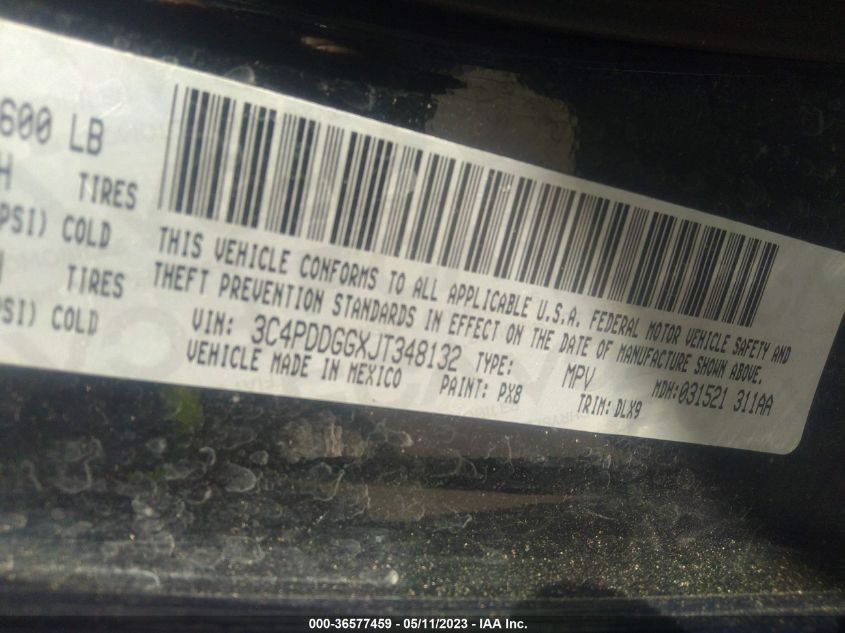 600 LB
H
TIRES
PSI) COLD
TIRES
PSI) COLD
THIS VEHICLE CONFORMS TO ALL APPLICABLE U.S.A. FEDERAL MOTOR VEHICLE SAFETY AND
THEFT PREVENTION STANDARDS IN EFFECT ON THE DATE OF MANUFACTURE SHOWN ABOVE.
VIN: 3C4PDDGGXJT348132 TYPE: MPV MDH:031521 311AA
VEHICLE MADE IN MEXICO PAINT: PX8 TRIM: DLX9
000-36577459 - 05/11/2023 - IAA Inc.